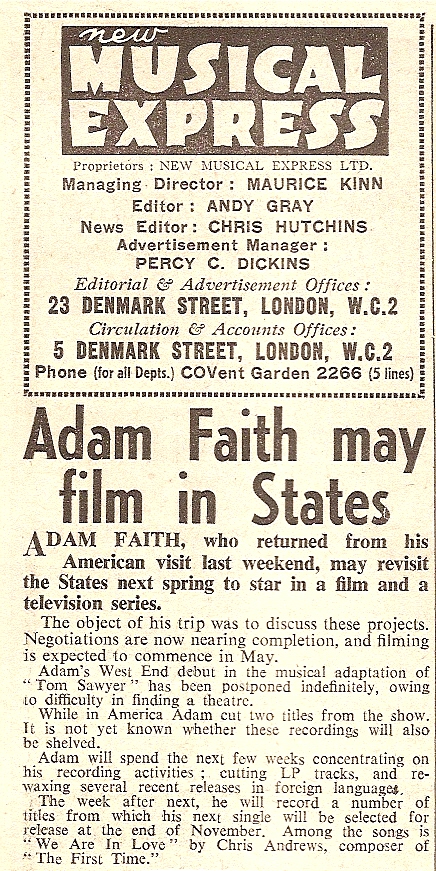 new
MUSICAL
EXPRESS
Proprietors : NEW MUSICAL EXPRESS LTD.
Managing Director : MAURICE KINN
Editor : ANDY GRAY
News Editor : CHRIS HUTCHINS
Advertisement Manager :
PERCY C. DICKINS
Editorial & Advertisement Offices :
23 DENMARK STREET, LONDON, W.C.2
Circulation & Accounts Offices :
5 DENMARK STREET, LONDON, W.C.2
Phone (for all Depts.) COVent Garden 2266 (5 lines)
Adam Faith may
film in States
ADAM FAITH, who returned from his
American visit last weekend, may revisit
the States next spring to star in a film and a
television series.
The object of his trip was to discuss these projects.
Negotiations are now nearing completion, and filming
is expected to commence in May.
Adam's West End debut in the musical adaptation of
"Tom Sawyer" has been postponed indefinitely, owing
to difficulty in finding a theatre.
While in America Adam cut two titles from the show.
It is not yet known whether these recordings will also
be shelved.
Adam will spend the next few weeks concentrating on
his recording activities ; cutting LP tracks, and re-
waxing several recent releases in foreign languages.
The week after next, he will record a number of
titles from which his next single will be selected for
release at the end of November. Among the songs is
"We Are In Love" by Chris Andrews, composer of
"The First Time."